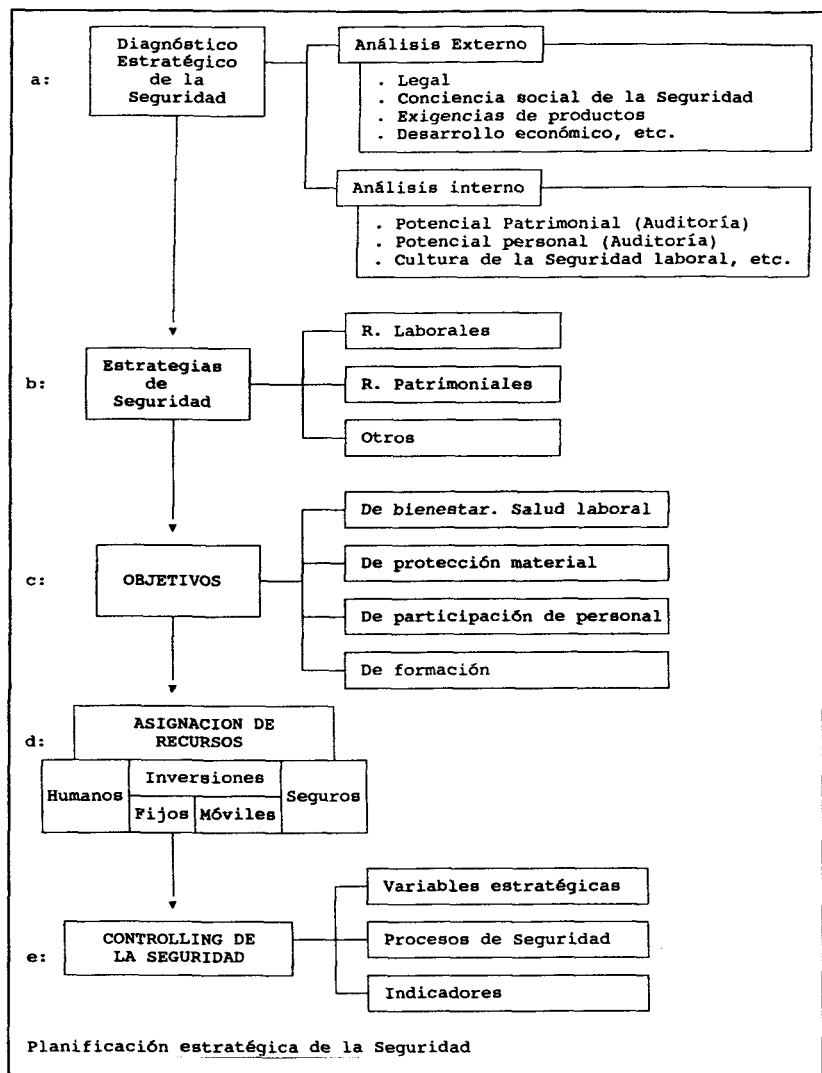 a:
Diagnóstico
Estratégico
de la
Seguridad
Análisis Externo
. Legal
. Conciencia social de la Seguridad
. Exigencias de productos
. Desarrollo económico, etc.
Análisis interno
. Potencial Patrimonial (Auditoría)
. Potencial personal (Auditoría)
. Cultura de la Seguridad laboral, etc.
b:
Estrategias
de
Seguridad
R. Laborales
R. Patrimoniales
Otros
c:
OBJETIVOS
De bienestar. Salud laboral
De protección material
De participación de personal
De formación
d:
ASIGNACION DE
RECURSOS
Humanos
Inversiones
Fijos
Móviles
Seguros
e:
CONTROLLING DE
LA SEGURIDAD
Variables estratégicas
Procesos de Seguridad
Indicadores
Planificación estratégica de la Seguridad